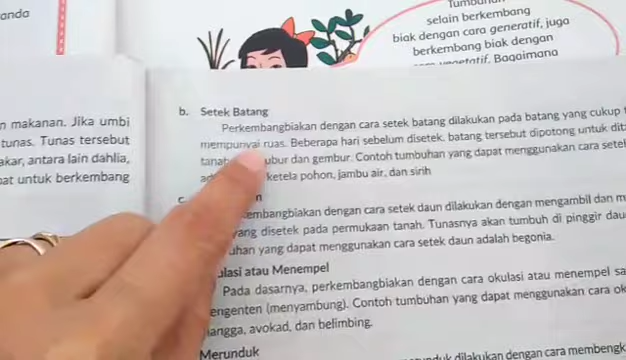 anda
Tumbuhan
selain berkembang
biak dengan cara generatif, juga
berkembang biak dengan
vegetatif. Bagaimana
n makanan. Jika umbi
tunas. Tunas tersebut
akar, antara lain dahlia,
at untuk berkembang
b. Setek Batang
Perkembangbiakan dengan cara setek batang dilakukan pada batang yang cukup
mempunyai ruas. Beberapa hari sebelum disetek, batang tersebut dipotong untuk dit
tanah ubur dan gembur. Contoh tumbuhan yang dapat menggunakan cara setek
ad ketela pohon, jambu air, dan sirih
c. n
embangbiakan dengan cara setek daun dilakukan dengan mengambil dan m
yang disetek pada permukaan tanah. Tunasnya akan tumbuh di pinggir dau
uhan yang dapat menggunakan cara setek daun adalah begonia.
ulasi atau Menempel
Pada dasarnya, perkembangbiakan dengan cara okulasi atau menempel sa
engenten (menyambung). Contoh tumbuhan yang dapat menggunakan cara ok
angga, avokad, dan belimbing.
Merunduk
nduk dilakukan dengan cara membengk